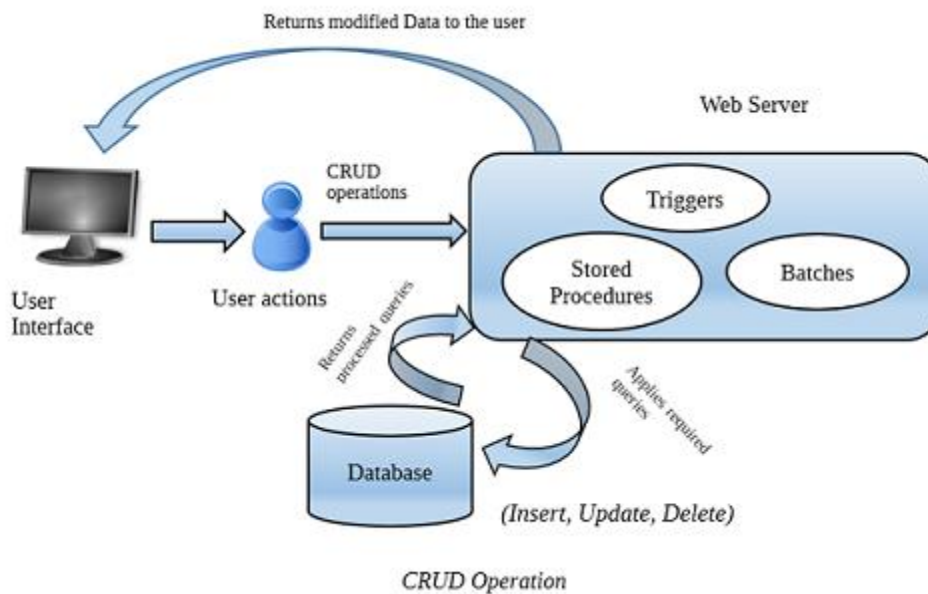 Returns modified Data to the user
Web Server
CRUD
operations
Triggers
Stored
Procedures
Batches
User
Interface
User actions
Returns
processed queries
Applies required
queries
Database
(Insert, Update, Delete)
CRUD Operation